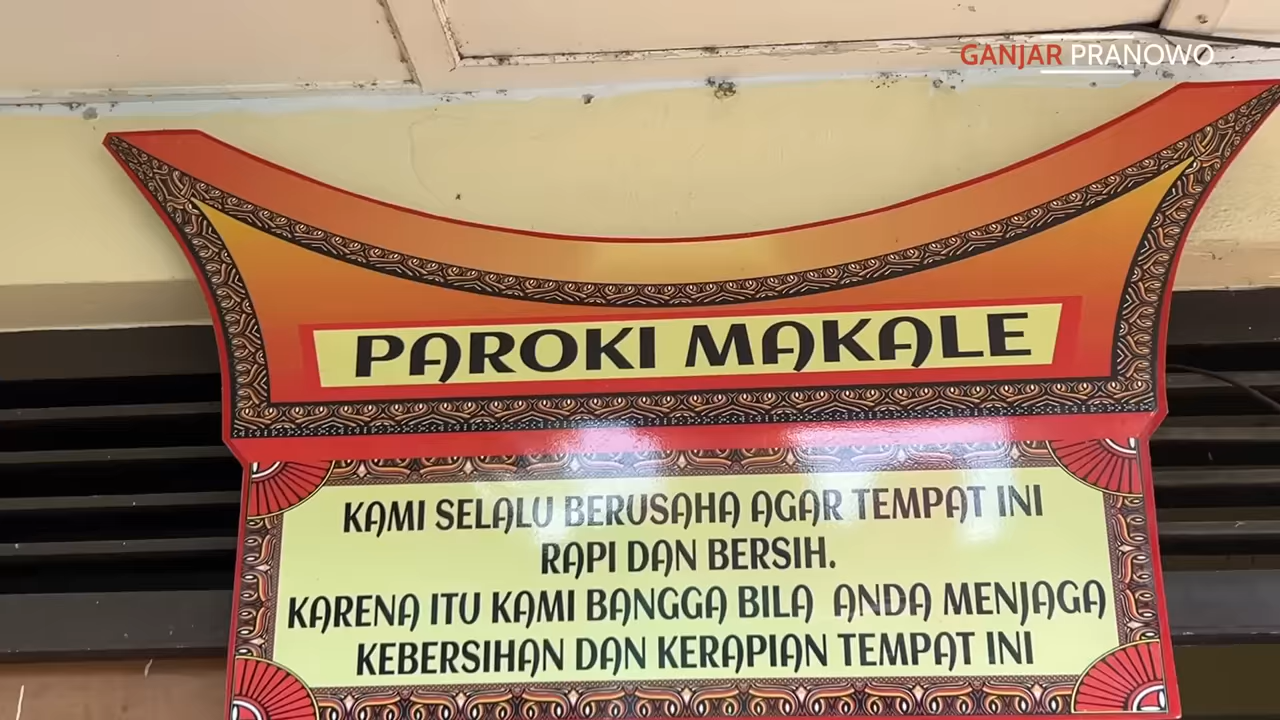 GANJAR PRANOWO
PAROKI MAKALE
KAMI SELALU BERUSAHA AGAR TEMPAT INI
RAPI DAN BERSIH.
KARENA ITU KAMI BANGGA BILA ANDA MENJAGA
KEBERSIHAN DAN KERAPIAN TEMPAT INI